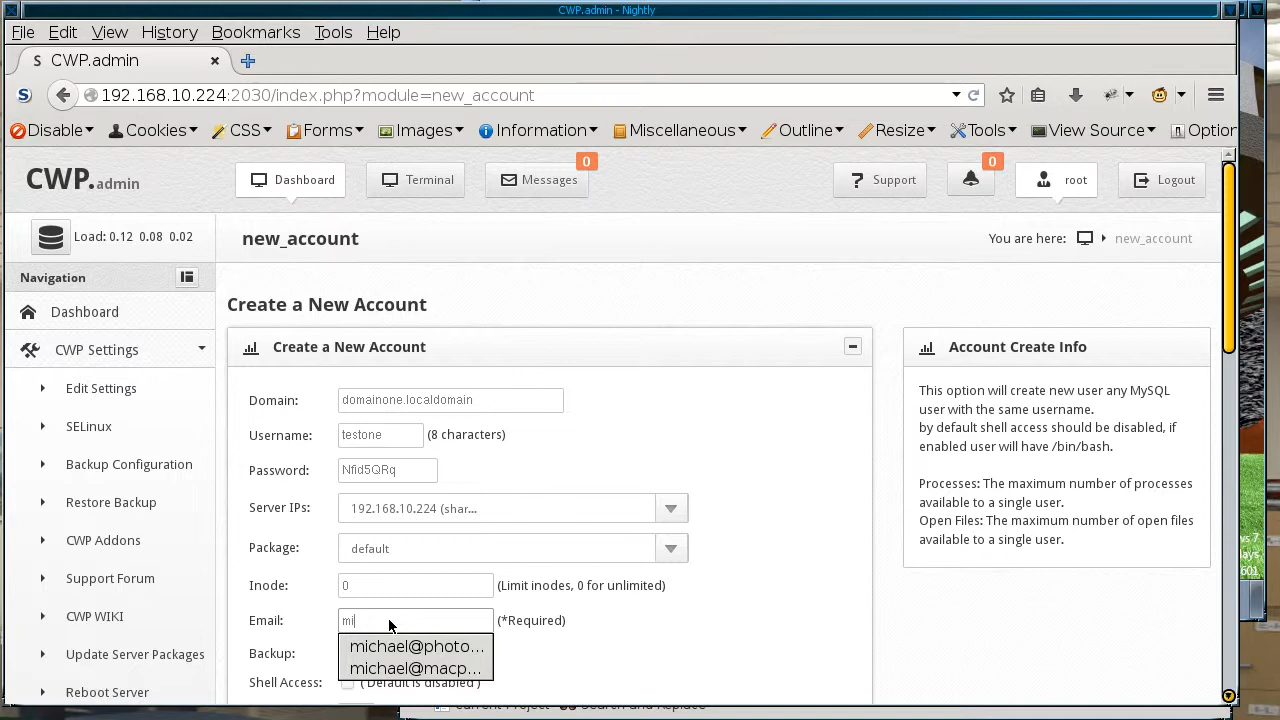 CWP.admin - Nightly
File Edit View History Bookmarks Tools Help
S CWP.admin
192.168.10.224:2030/index.php?module=new_account
Disable Cookies CSS Forms Images Information Miscellaneous Outline Resize Tools View Source Option
CWP.admin
Dashboard Terminal Messages 0 Support 0 root Logout
Load: 0.12 0.08 0.02
new_account
You are here: new_account
Navigation
Dashboard
CWP Settings
Edit Settings
SELinux
Backup Configuration
Restore Backup
CWP Addons
Support Forum
CWP WIKI
Update Server Packages
Reboot Server
Create a New Account
Create a New Account
Domain: domainone.localdomain
Username: testone (8 characters)
Password: Nfid5QRq
Server IPs: 192.168.10.224 (shar...
Package: default
Inode: 0 (Limit inodes, 0 for unlimited)
Email: mi (*Required)
michael@photo...
michael@macp...
Backup:
Shell Access: ( Default is disabled )
Account Create Info
This option will create new user any MySQL
user with the same username.
by default shell access should be disabled, if
enabled user will have /bin/bash.
Processes: The maximum number of processes
available to a single user.
Open Files: The maximum number of open files
available to a single user.
ws 7
601